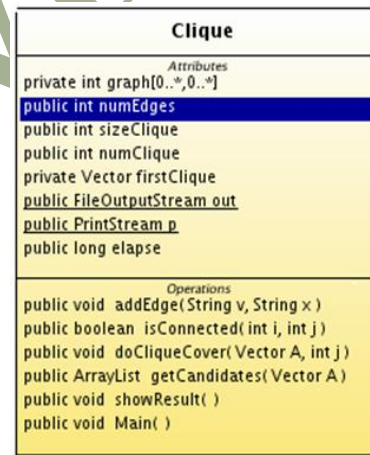 Clique
Attributes
private int graph[0..*,0..*]
public int numEdges
public int sizeClique
public int numClique
private Vector firstClique
public FileOutputStream out
public PrintStream p
public long elapse
Operations
public void addEdge( String v, String x )
public boolean isConnected( int i, int j )
public void doCliqueCover( Vector A, int j )
public ArrayList getCandidates( Vector A )
public void showResult( )
public void Main( )